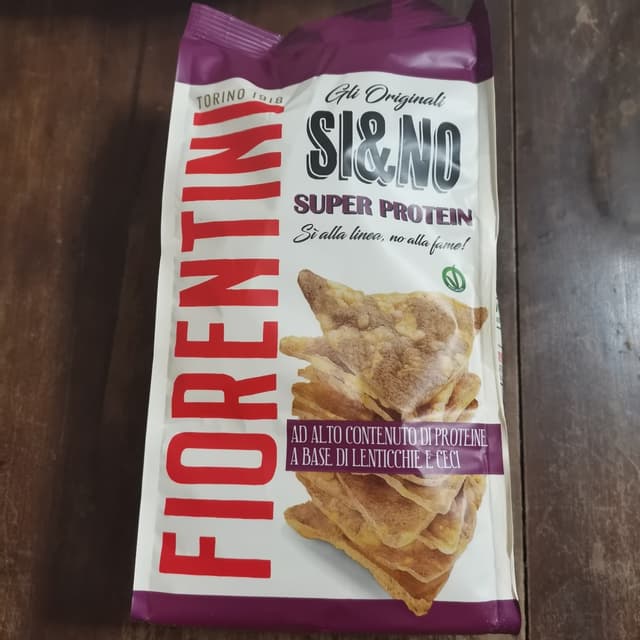 TORINO 1918
FIORENTINI
Gli Originali
SI&NO
SUPER PROTEIN
Sì alla linea, no alla fame!
AD ALTO CONTENUTO DI PROTEINE
A BASE DI LENTICCHIE E CECI